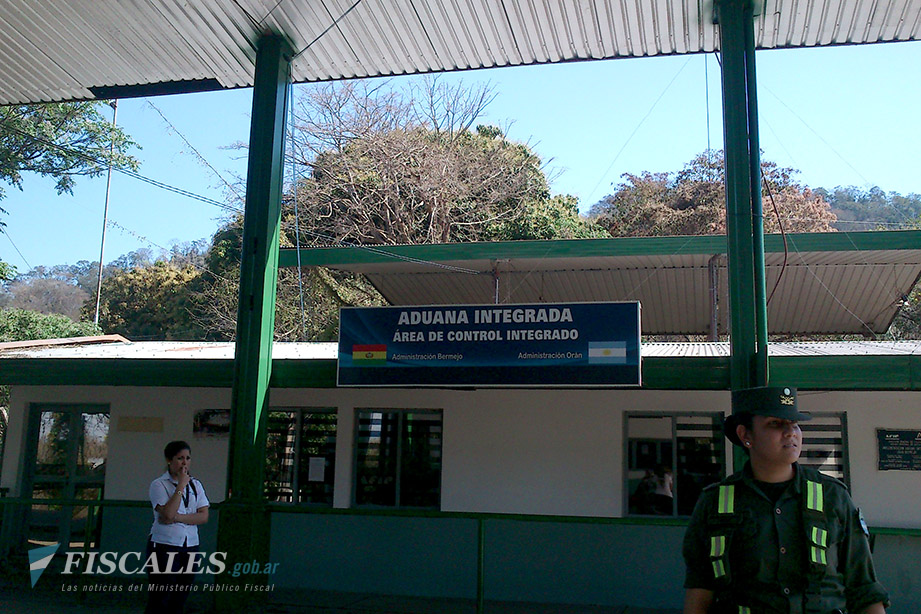 ADUANA INTEGRADA
ÁREA DE CONTROL INTEGRADO
Administración Bermejo Administración Orán
FISCALES.gob.ar
Las noticias del Ministerio Público Fiscal